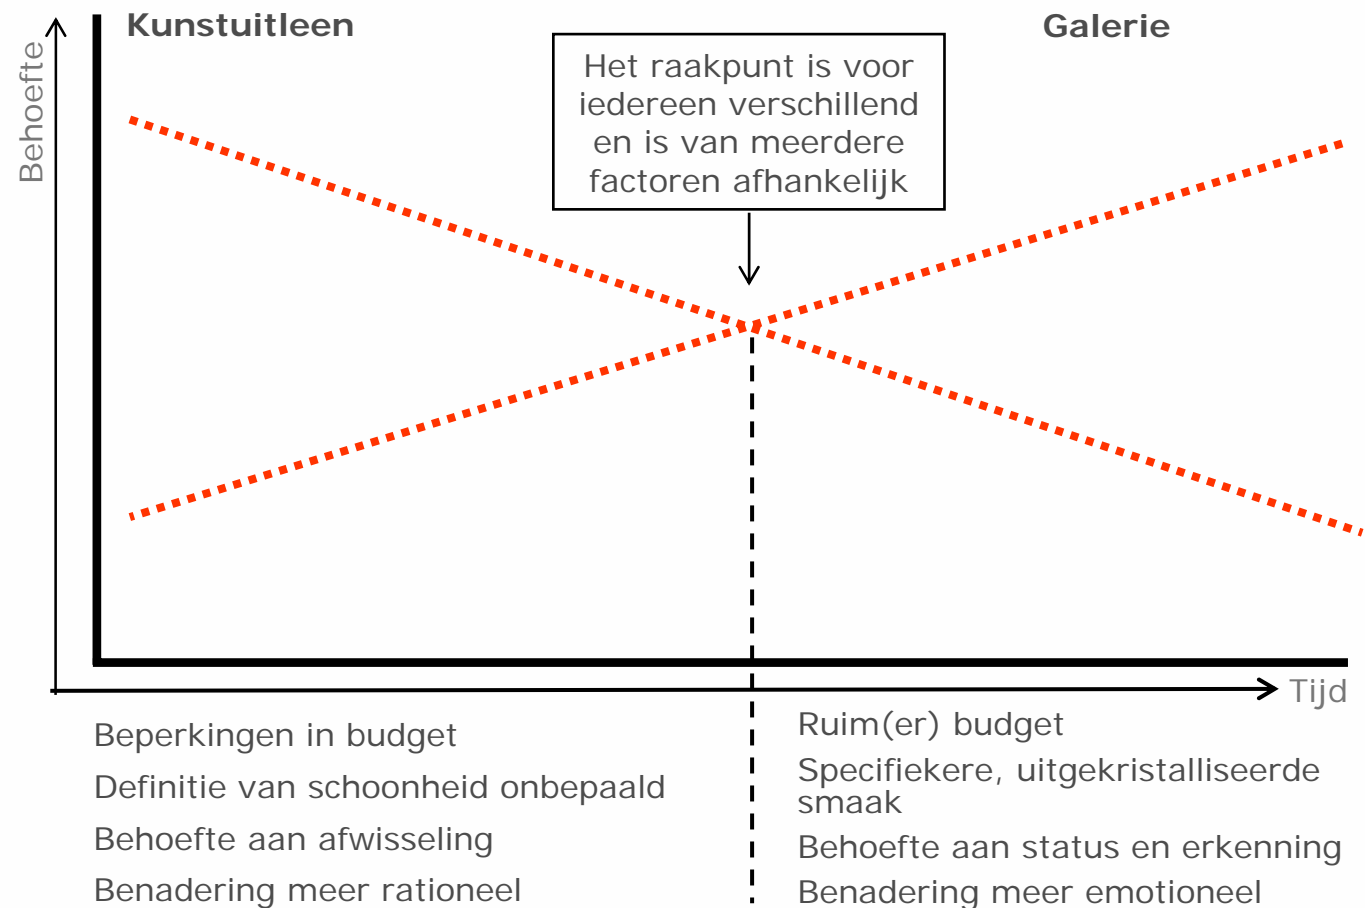 Kunstuitleen
Galerie
Behoefte
Het raakpunt is voor
iedereen verschillend
en is van meerdere
factoren afhankelijk
Tijd
Beperkingen in budget
Definitie van schoonheid onbepaald
Behoefte aan afwisseling
Benadering meer rationeel
Ruim(er) budget
Specifiekere, uitgekristalliseerde
smaak
Behoefte aan status en erkenning
Benadering meer emotioneel